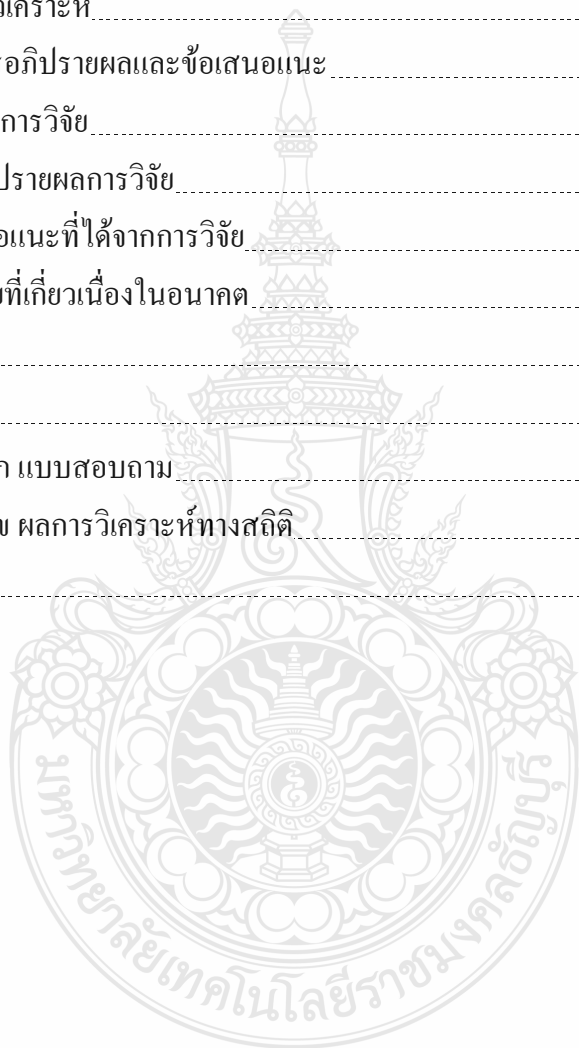 วิเคราะห์
อภิปรายผลและข้อเสนอแนะ
การวิจัย
ปรายผลการวิจัย
อแนะที่ได้จากการวิจัย
ที่เกี่ยวเนื่องในอนาคต
ก แบบสอบถาม
ข ผลการวิเคราะห์ทางสถิติ
มหาวิทยาลัยเทคโนโลยีราชมงคลธัญบุรี